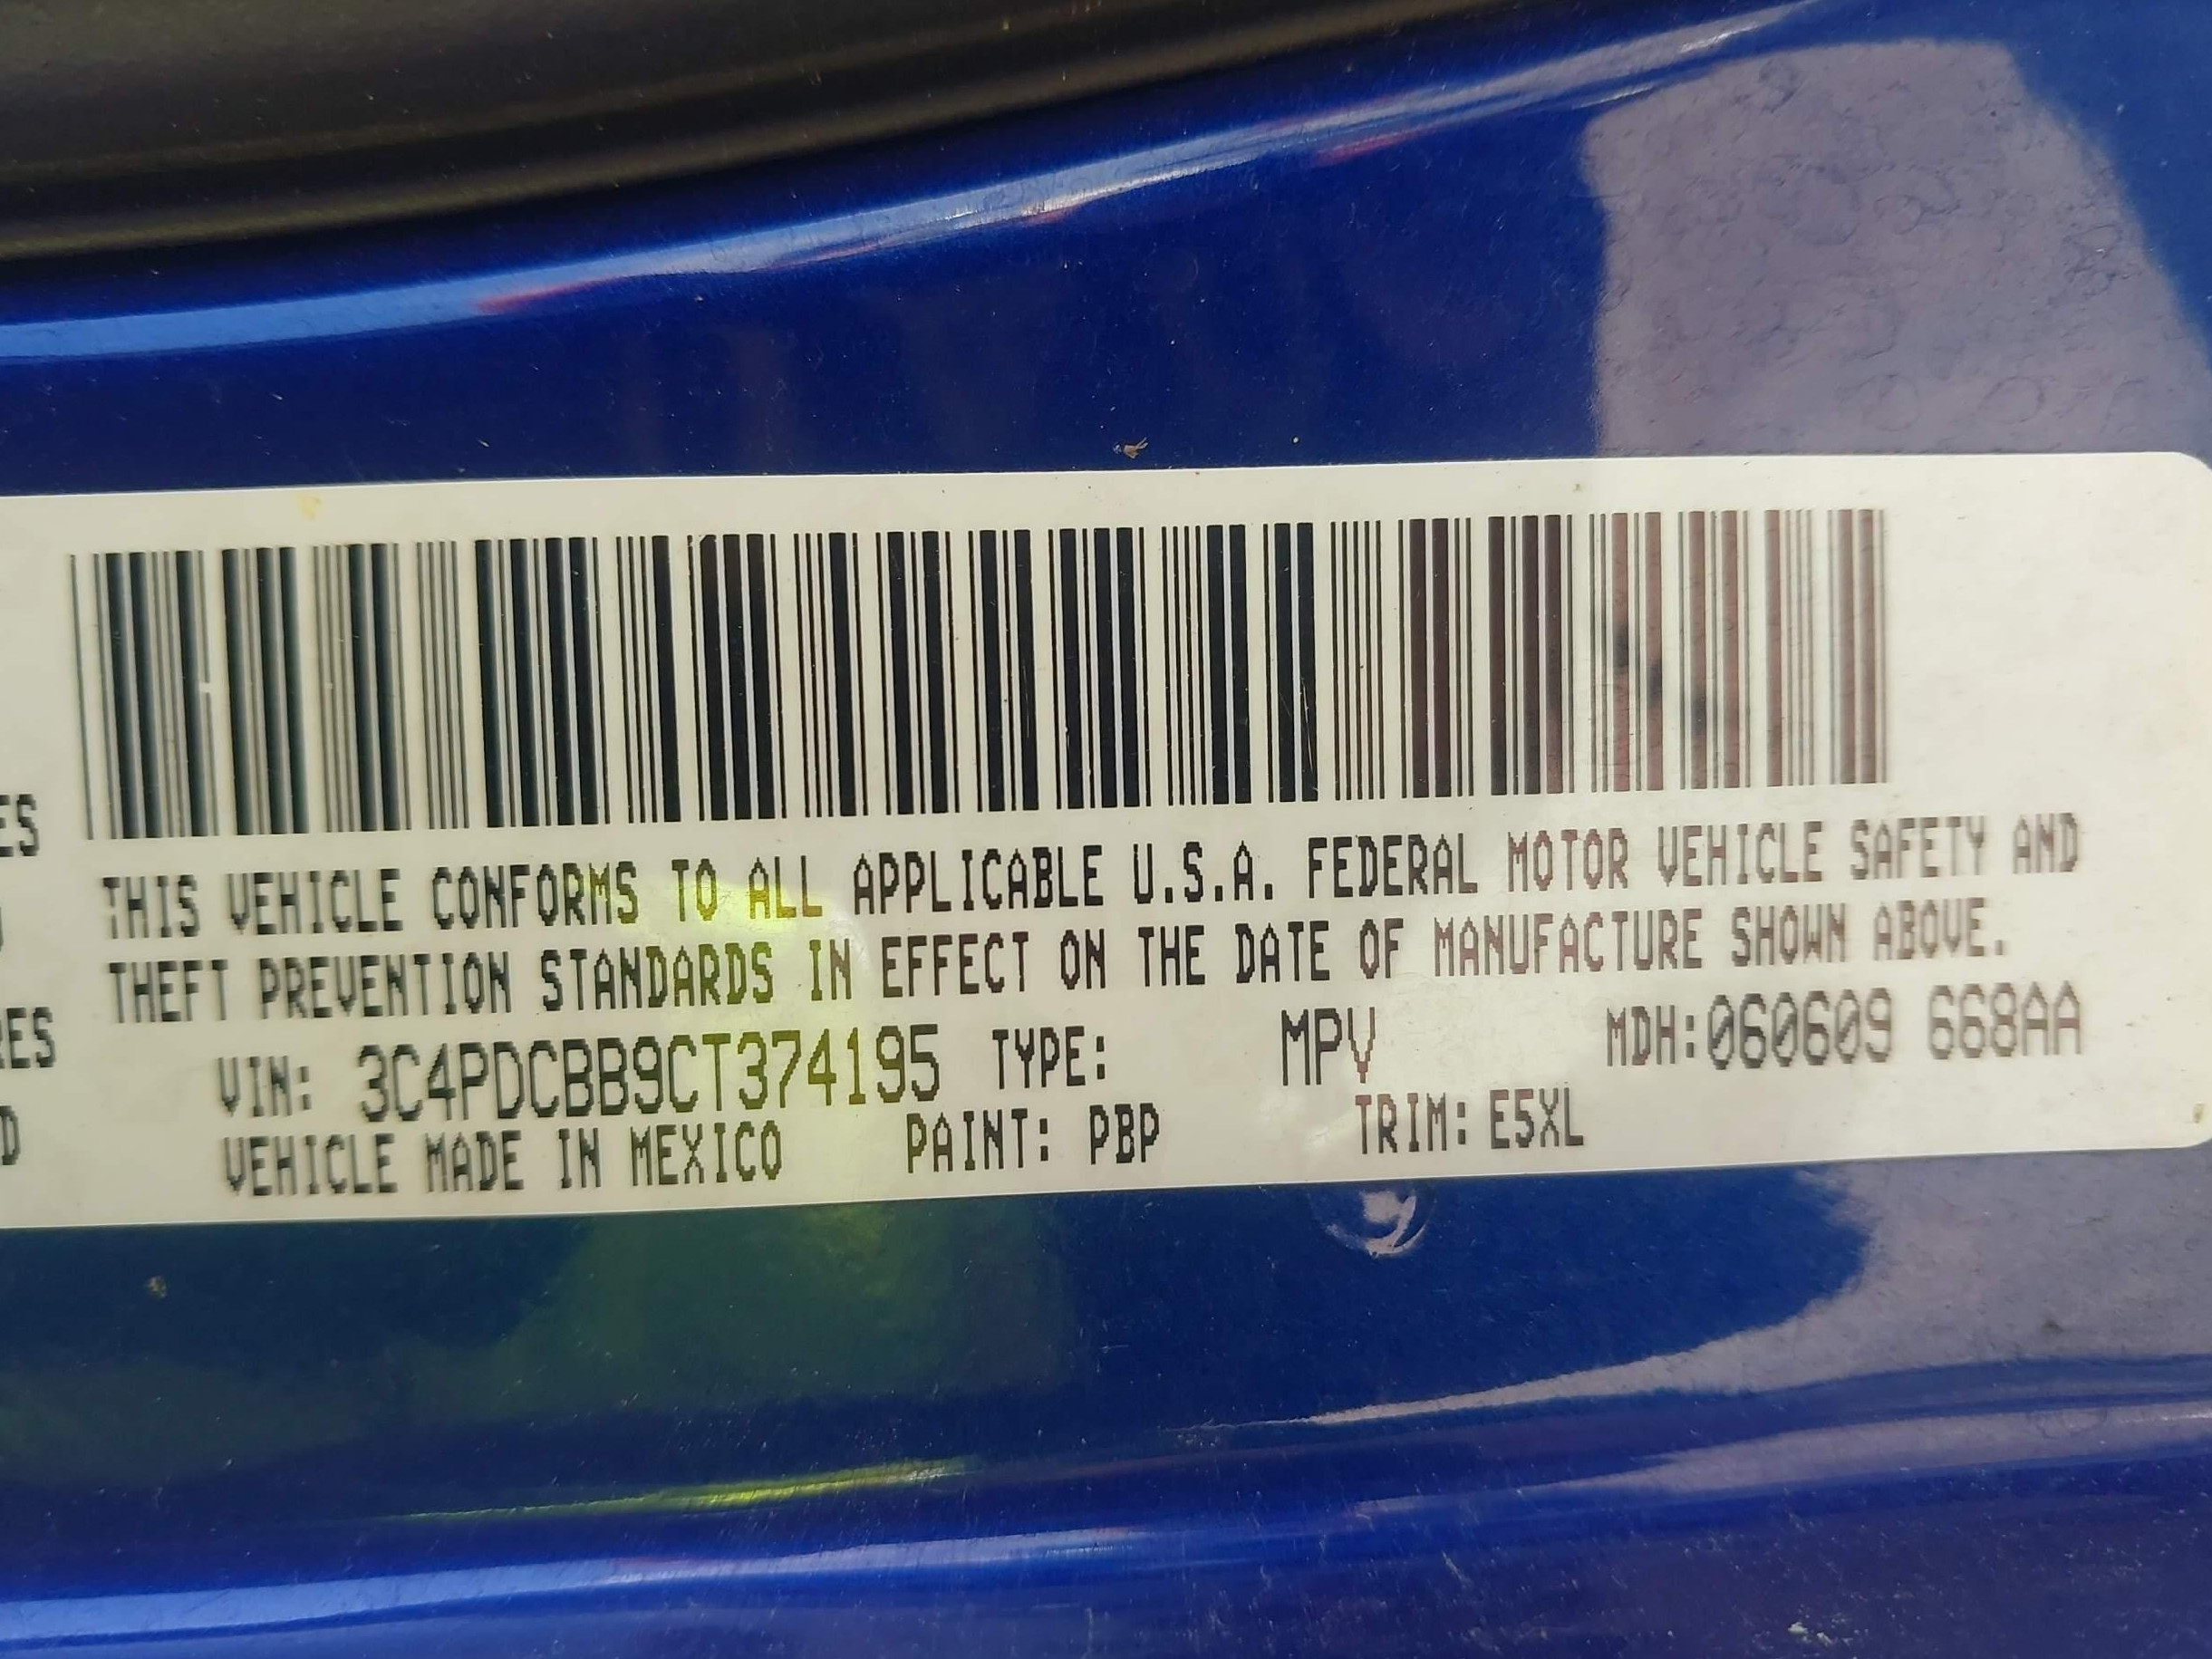 ES
THIS VEHICLE CONFORMS TO ALL APPLICABLE U.S.A. FEDERAL MOTOR VEHICLE SAFETY AND
THEFT PREVENTION STANDARDS IN EFFECT ON THE DATE OF MANUFACTURE SHOWN ABOVE.
RES
VIN: 3C4PDCBB9CT374195 TYPE: MPV MDH:060609 668AA
D
VEHICLE MADE IN MEXICO PAINT: PBP TRIM: E5XL